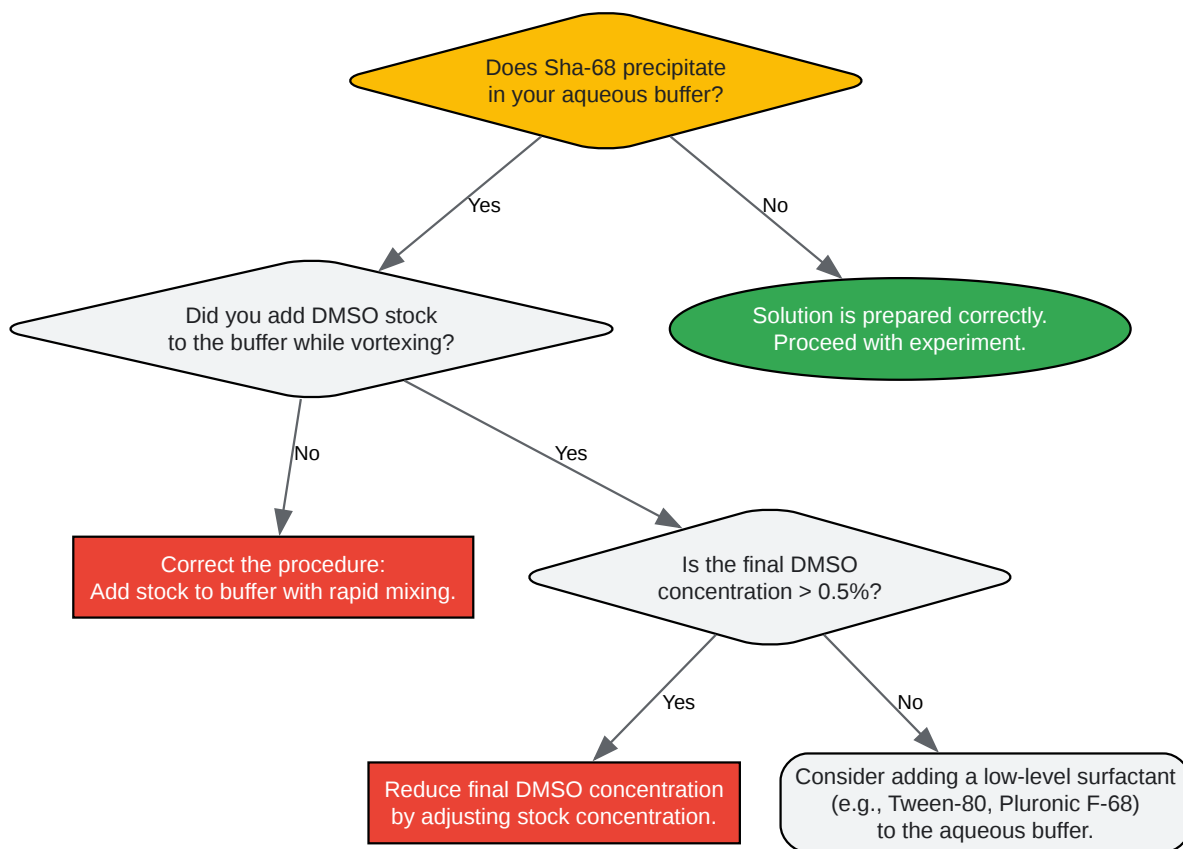 Does Sha-68 precipitate
in your aqueous buffer?
Yes
No
Did you add DMSO stock
to the buffer while vortexing?
Solution is prepared correctly.
Proceed with experiment.
No
Yes
Correct the procedure:
Add stock to buffer with rapid mixing.
Is the final DMSO
concentration > 0.5%?
Yes
No
Reduce final DMSO concentration
by adjusting stock concentration.
Consider adding a low-level surfactant
(e.g., Tween-80, Pluronic F-68)
to the aqueous buffer.